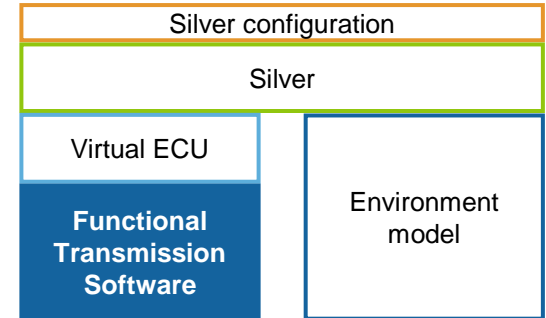 Silver configuration
Silver
Virtual ECU
Functional
Transmission
Software
Environment
model